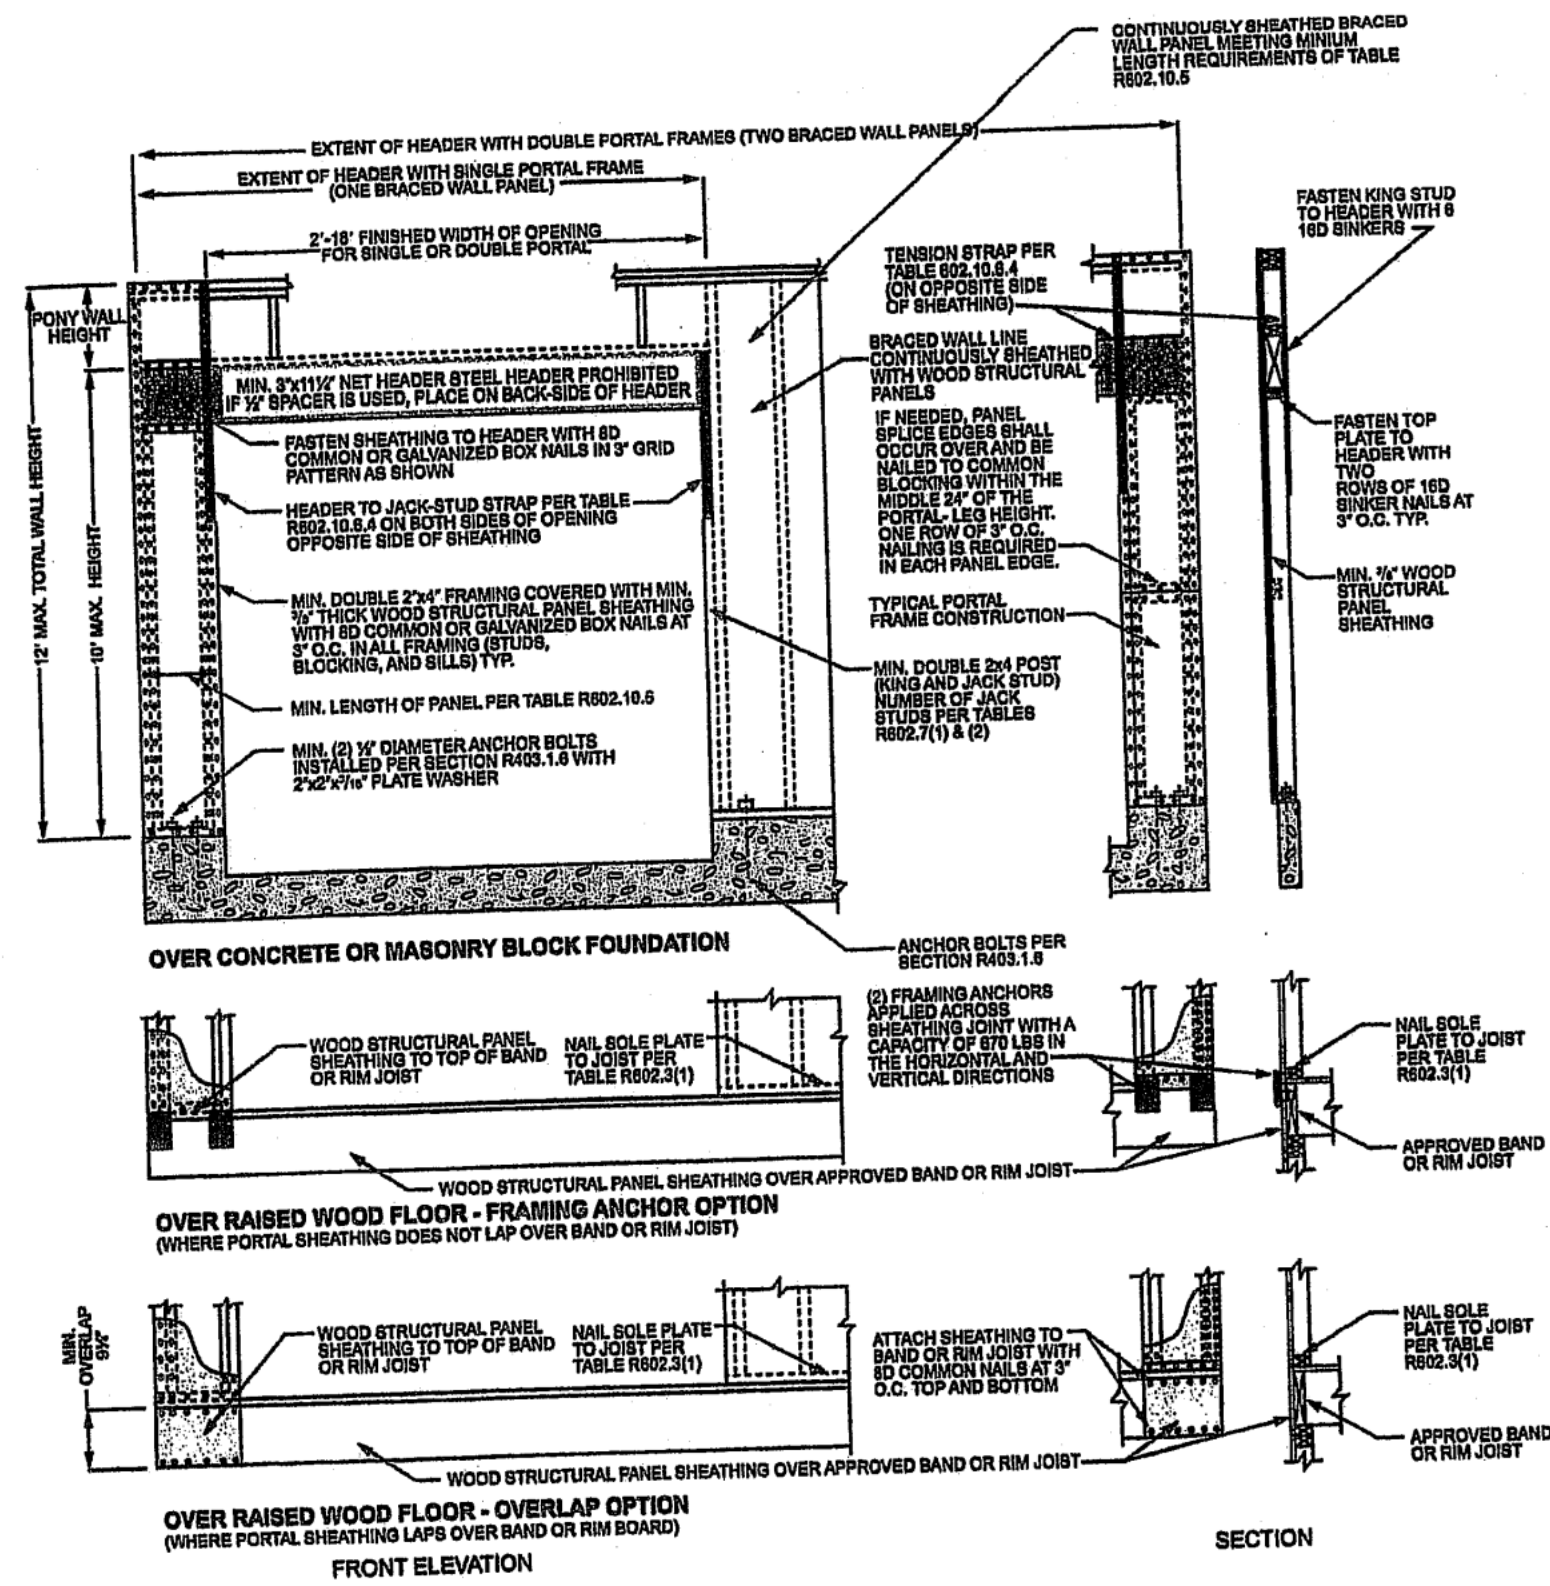 CONTINUOUSLY SHEATHED BRACED
WALL PANEL MEETING MINIUM
LENGTH REQUIREMENTS OF TABLE
R602.10.5
EXTENT OF HEADER WITH DOUBLE PORTAL FRAMES (TWO BRACED WALL PANELS)
EXTENT OF HEADER WITH SINGLE PORTAL FRAME
(ONE BRACED WALL PANEL)
2'-18' FINISHED WIDTH OF OPENING
FOR SINGLE OR DOUBLE PORTAL
FASTEN KING STUD
TO HEADER WITH 6
16D SINKERS
TENSION STRAP PER
TABLE 602.10.6.4
(ON OPPOSITE SIDE
OF SHEATHING)
PONY WALL
HEIGHT
12' MAX. TOTAL WALL HEIGHT
10' MAX. HEIGHT
MIN. 3"x11½" NET HEADER STEEL HEADER PROHIBITED
IF ½" SPACER IS USED, PLACE ON BACK-SIDE OF HEADER
BRACED WALL LINE
CONTINUOUSLY SHEATHED
WITH WOOD STRUCTURAL
PANELS
FASTEN SHEATHING TO HEADER WITH 8D
COMMON OR GALVANIZED BOX NAILS IN 3" GRID
PATTERN AS SHOWN
HEADER TO JACK-STUD STRAP PER TABLE
R602.10.6.4 ON BOTH SIDES OF OPENING
OPPOSITE SIDE OF SHEATHING
IF NEEDED, PANEL
SPLICE EDGES SHALL
OCCUR OVER AND BE
NAILED TO COMMON
BLOCKING WITHIN THE
MIDDLE 24" OF THE
PORTAL- LEG HEIGHT.
ONE ROW OF 3" O.C.
NAILING IS REQUIRED
IN EACH PANEL EDGE.
FASTEN TOP
PLATE TO
HEADER WITH
TWO
ROWS OF 16D
SINKER NAILS AT
3" O.C. TYP.
MIN. DOUBLE 2"x4" FRAMING COVERED WITH MIN.
⅜" THICK WOOD STRUCTURAL PANEL SHEATHING
WITH 8D COMMON OR GALVANIZED BOX NAILS AT
3" O.C. IN ALL FRAMING (STUDS,
BLOCKING, AND SILLS) TYP.
TYPICAL PORTAL
FRAME CONSTRUCTION
MIN. ⅜" WOOD
STRUCTURAL
PANEL
SHEATHING
MIN. LENGTH OF PANEL PER TABLE R602.10.5
MIN. DOUBLE 2x4 POST
(KING AND JACK STUD)
NUMBER OF JACK
STUDS PER TABLES
R602.7(1) & (2)
MIN. (2) ½" DIAMETER ANCHOR BOLTS
INSTALLED PER SECTION R403.1.6 WITH
2"x2"x³/₁₆" PLATE WASHER
OVER CONCRETE OR MASONRY BLOCK FOUNDATION
ANCHOR BOLTS PER
SECTION R403.1.6
WOOD STRUCTURAL PANEL
SHEATHING TO TOP OF BAND
OR RIM JOIST
NAIL SOLE PLATE
TO JOIST PER
TABLE R602.3(1)
(2) FRAMING ANCHORS
APPLIED ACROSS
SHEATHING JOINT WITH A
CAPACITY OF 670 LBS IN
THE HORIZONTAL AND
VERTICAL DIRECTIONS
NAIL SOLE
PLATE TO JOIST
PER TABLE
R602.3(1)
APPROVED BAND
OR RIM JOIST
WOOD STRUCTURAL PANEL SHEATHING OVER APPROVED BAND OR RIM JOIST
OVER RAISED WOOD FLOOR - FRAMING ANCHOR OPTION
(WHERE PORTAL SHEATHING DOES NOT LAP OVER BAND OR RIM JOIST)
MIN.
OVERLAP
9½"
WOOD STRUCTURAL PANEL
SHEATHING TO TOP OF BAND
OR RIM JOIST
NAIL SOLE PLATE
TO JOIST PER
TABLE R602.3(1)
ATTACH SHEATHING TO
BAND OR RIM JOIST WITH
8D COMMON NAILS AT 3"
O.C. TOP AND BOTTOM
NAIL SOLE
PLATE TO JOIST
PER TABLE
R602.3(1)
APPROVED BAND
OR RIM JOIST
WOOD STRUCTURAL PANEL SHEATHING OVER APPROVED BAND OR RIM JOIST
OVER RAISED WOOD FLOOR - OVERLAP OPTION
(WHERE PORTAL SHEATHING LAPS OVER BAND OR RIM BOARD)
FRONT ELEVATION
SECTION